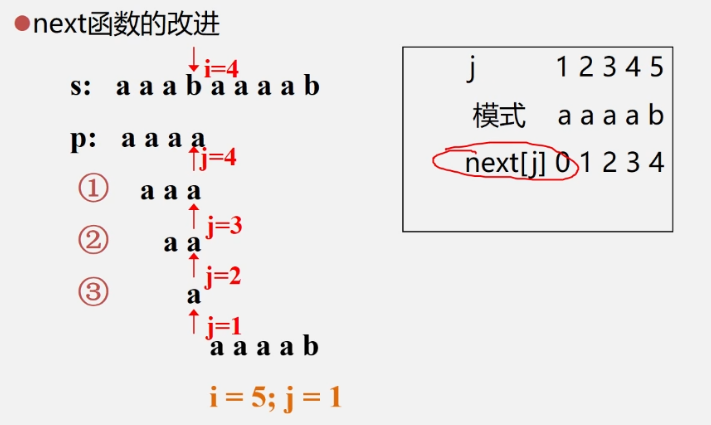 ●next函数的改进
i=4
s: a a a b a a a a a b
p: a a a a
j=4
① a a a
j=3
② a a
j=2
③ a
j=1
a a a a b
i = 5; j = 1
j 1 2 3 4 5
模式 a a a a b
next[j] 0 1 2 3 4